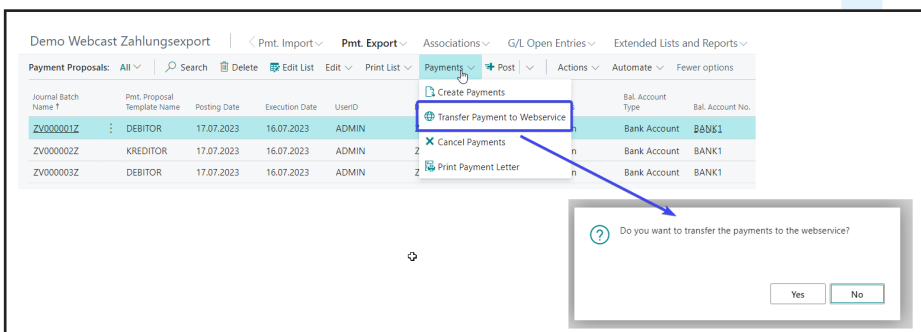 Demo Webcast Zahlungsexport Pmt. Import Pmt. Export Associations G/L Open Entries Extended Lists and Reports
Payment Proposals: All Search Delete Edit List Edit Print List Payments Post Actions Automate Fewer options
Journal Batch Name ↑ Pmt. Proposal Template Name Posting Date Execution Date UserID Bal. Account Type Bal. Account No.
ZV000001Z DEBITOR 17.07.2023 16.07.2023 ADMIN Bank Account BANK1
ZV000002Z KREDITOR 17.07.2023 16.07.2023 ADMIN Bank Account BANK1
ZV000003Z DEBITOR 17.07.2023 16.07.2023 ADMIN Bank Account BANK1
Create Payments
Transfer Payment to Webservice
Cancel Payments
Print Payment Letter
Do you want to transfer the payments to the webservice?
Yes No